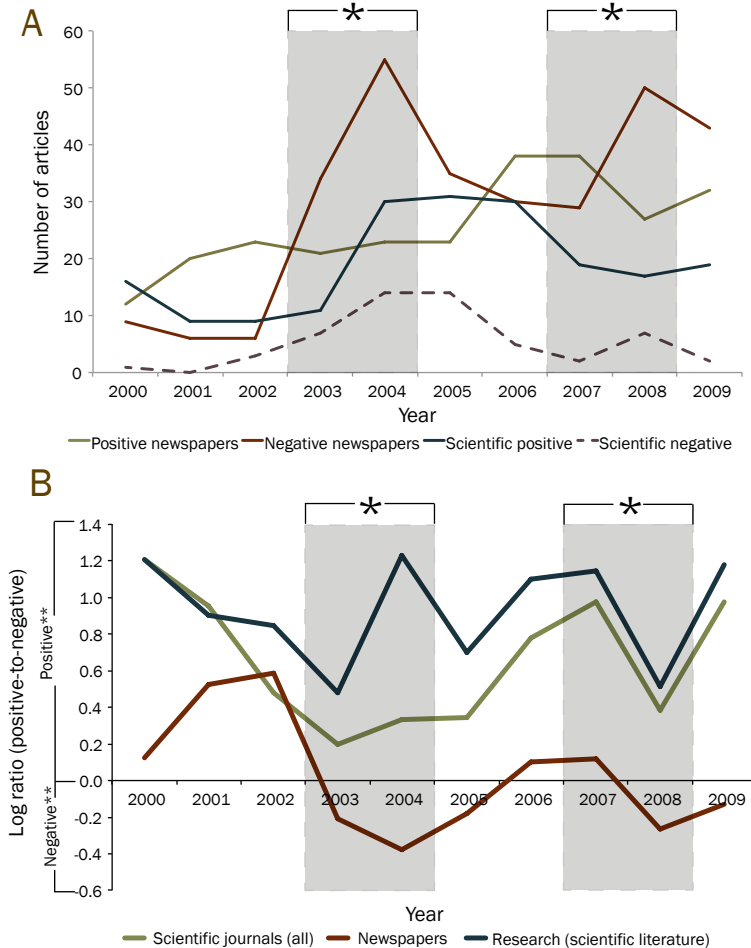 A
*
*
60
50
40
30
20
10
0
Number of articles
2000 2001 2002 2003 2004 2005 2006 2007 2008 2009
Year
Positive newspapers Negative newspapers Scientific positive Scientific negative
B
*
*
1.4
1.2
1.0
0.8
0.6
0.4
0.2
0.0
-0.2
-0.4
-0.6
Log ratio (positive-to-negative)
Positive**
Negative**
2000 2001 2002 2003 2004 2005 2006 2007 2008 2009
Year
Scientific journals (all) Newspapers Research (scientific literature)